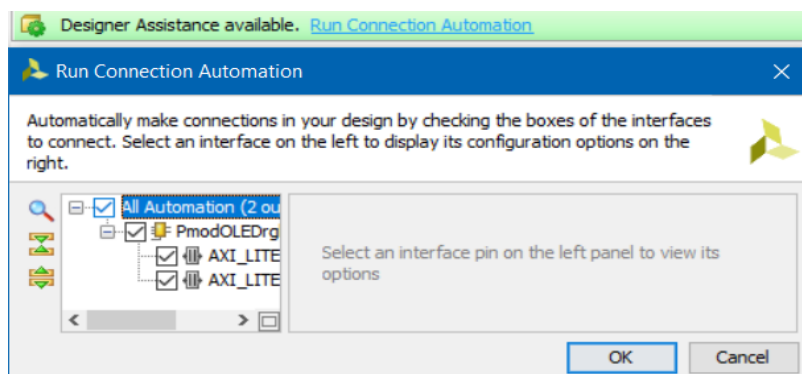 Designer Assistance available. Run Connection Automation
Run Connection Automation
Automatically make connections in your design by checking the boxes of the interfaces
to connect. Select an interface on the left to display its configuration options on the
right.
All Automation (2 ou
PmodOLEDrg
AXI_LITE
AXI_LITE
Select an interface pin on the left panel to view its
options
OK
Cancel